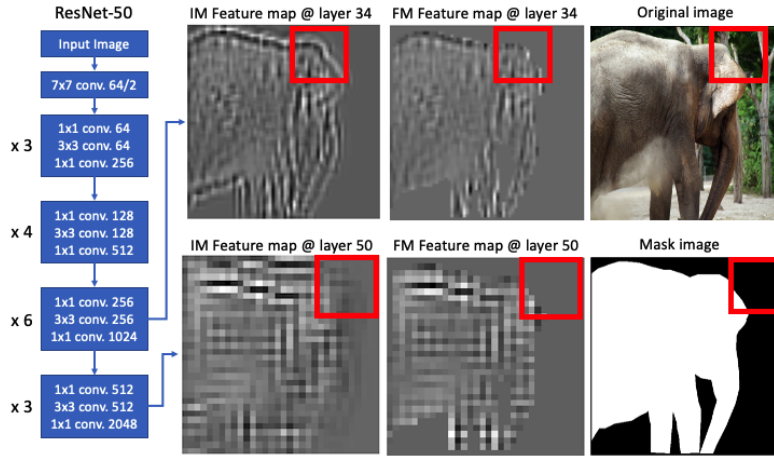 ResNet-50
Input Image
7x7 conv. 64/2
x 3
1x1 conv. 64
3x3 conv. 64
1x1 conv. 256
x 4
1x1 conv. 128
3x3 conv. 128
1x1 conv. 512
x 6
1x1 conv. 256
3x3 conv. 256
1x1 conv. 1024
x 3
1x1 conv. 512
3x3 conv. 512
1x1 conv. 2048
IM Feature map @ layer 34
FM Feature map @ layer 34
Original image
IM Feature map @ layer 50
FM Feature map @ layer 50
Mask image